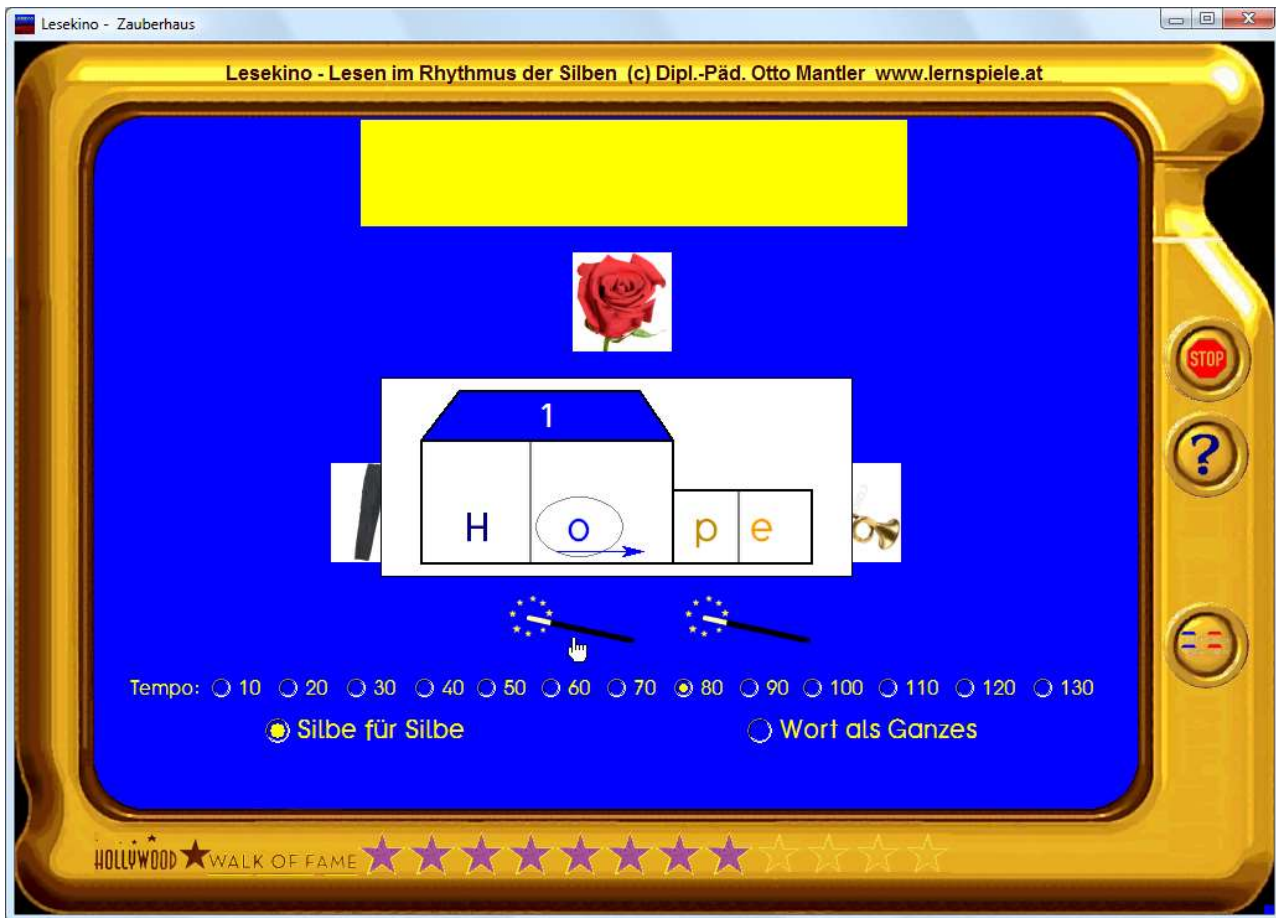 Lesekino - Zauberhaus
Lesekino - Lesen im Rhythmus der Silben (c) Dipl.-Päd. Otto Mantler www.lernspiele.at
1
H o p e
STOP
?
Tempo: 10 20 30 40 50 60 70 80 90 100 110 120 130
Silbe für Silbe Wort als Ganzes
HOLLYWOOD WALK OF FAME